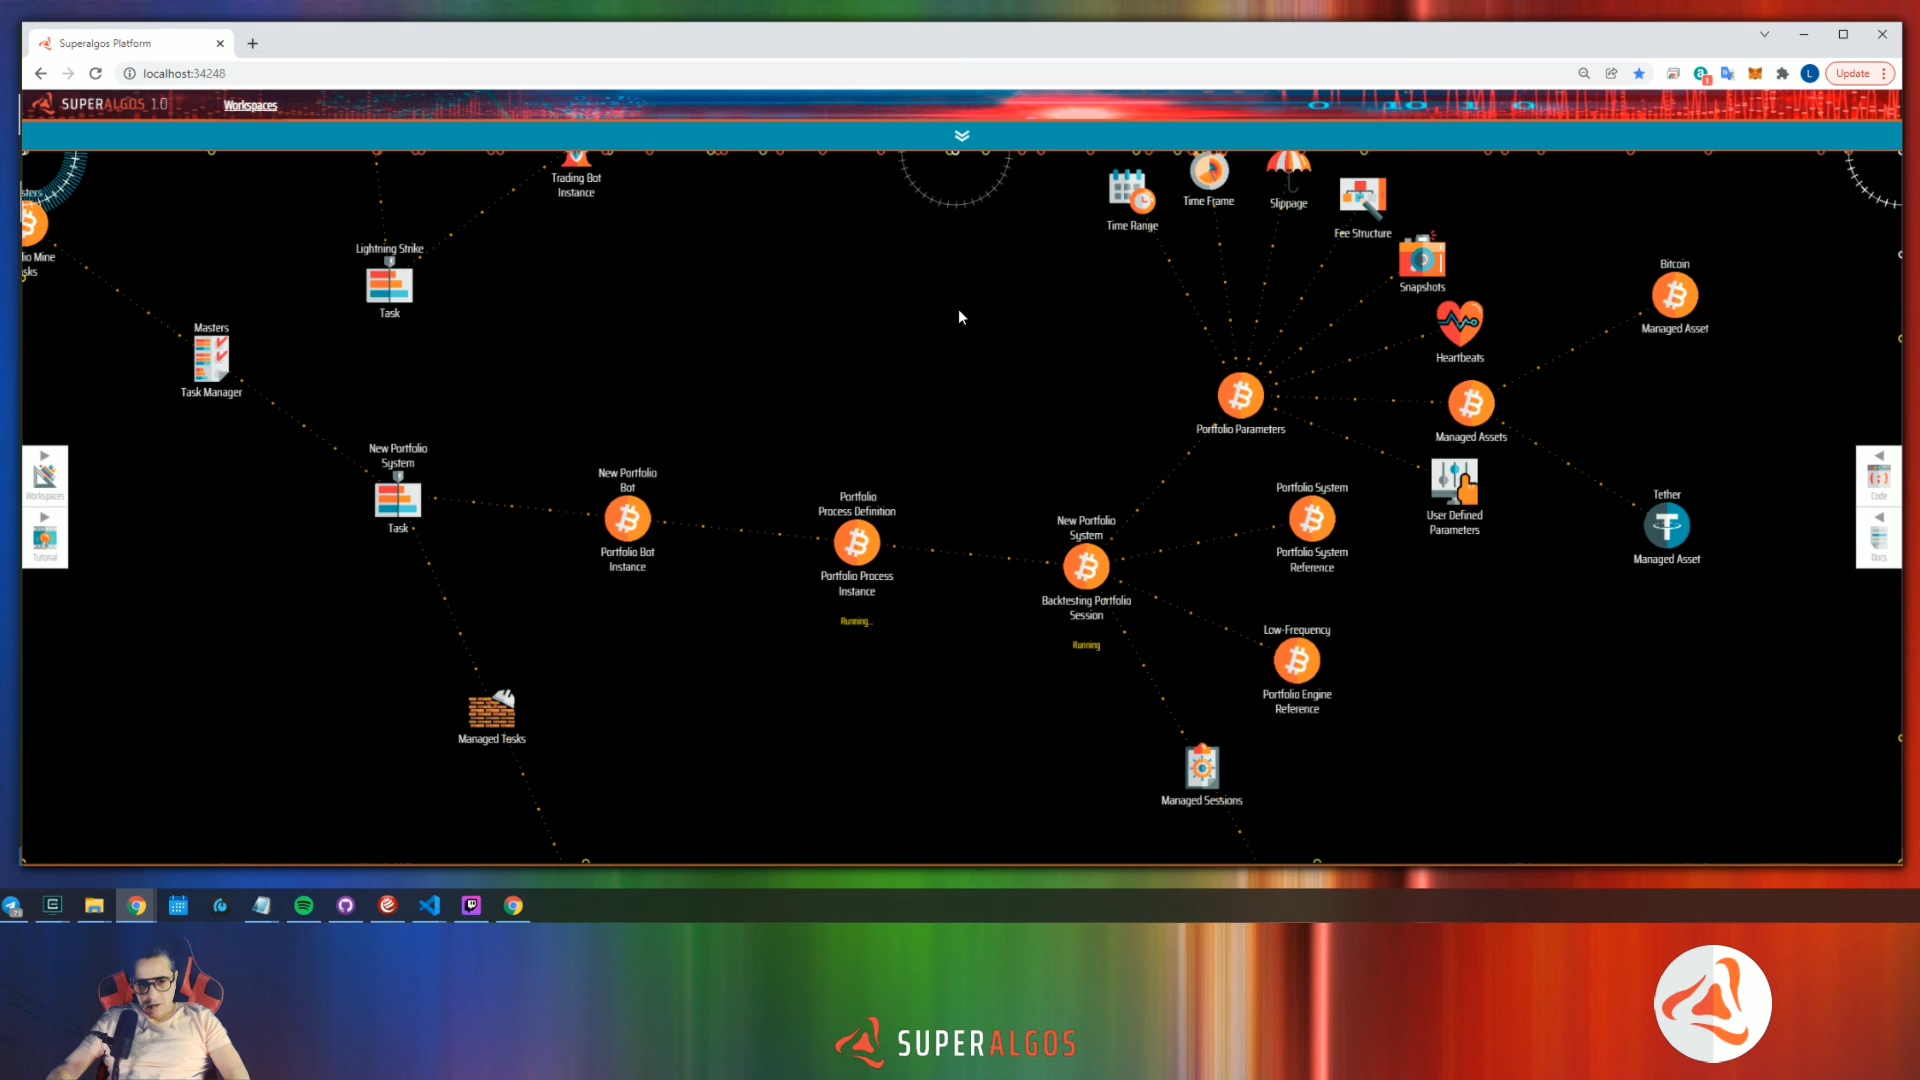 Superalgos Platform
localhost:34248
Update
SUPERALGOS 1.0
Workspaces
Trading Bot
Instance
Time Range
Time Frame
Slippage
Fee Structure
Snapshots
Heartbeats
Bitcoin
Managed Asset
Lightning Strike
Task
Masters
Task Manager
Portfolio Parameters
Managed Assets
User Defined
Parameters
Tether
Managed Asset
Workspaces
Tutorial
Code
Docs
New Portfolio
System
Task
New Portfolio
Bot
Portfolio Bot
Instance
Portfolio
Process Definition
Portfolio Process
Instance
Running...
New Portfolio
System
Backtesting Portfolio
Session
Running
Portfolio System
Portfolio System
Reference
Low-Frequency
Portfolio Engine
Reference
Managed Tasks
Managed Sessions
SUPERALGOS